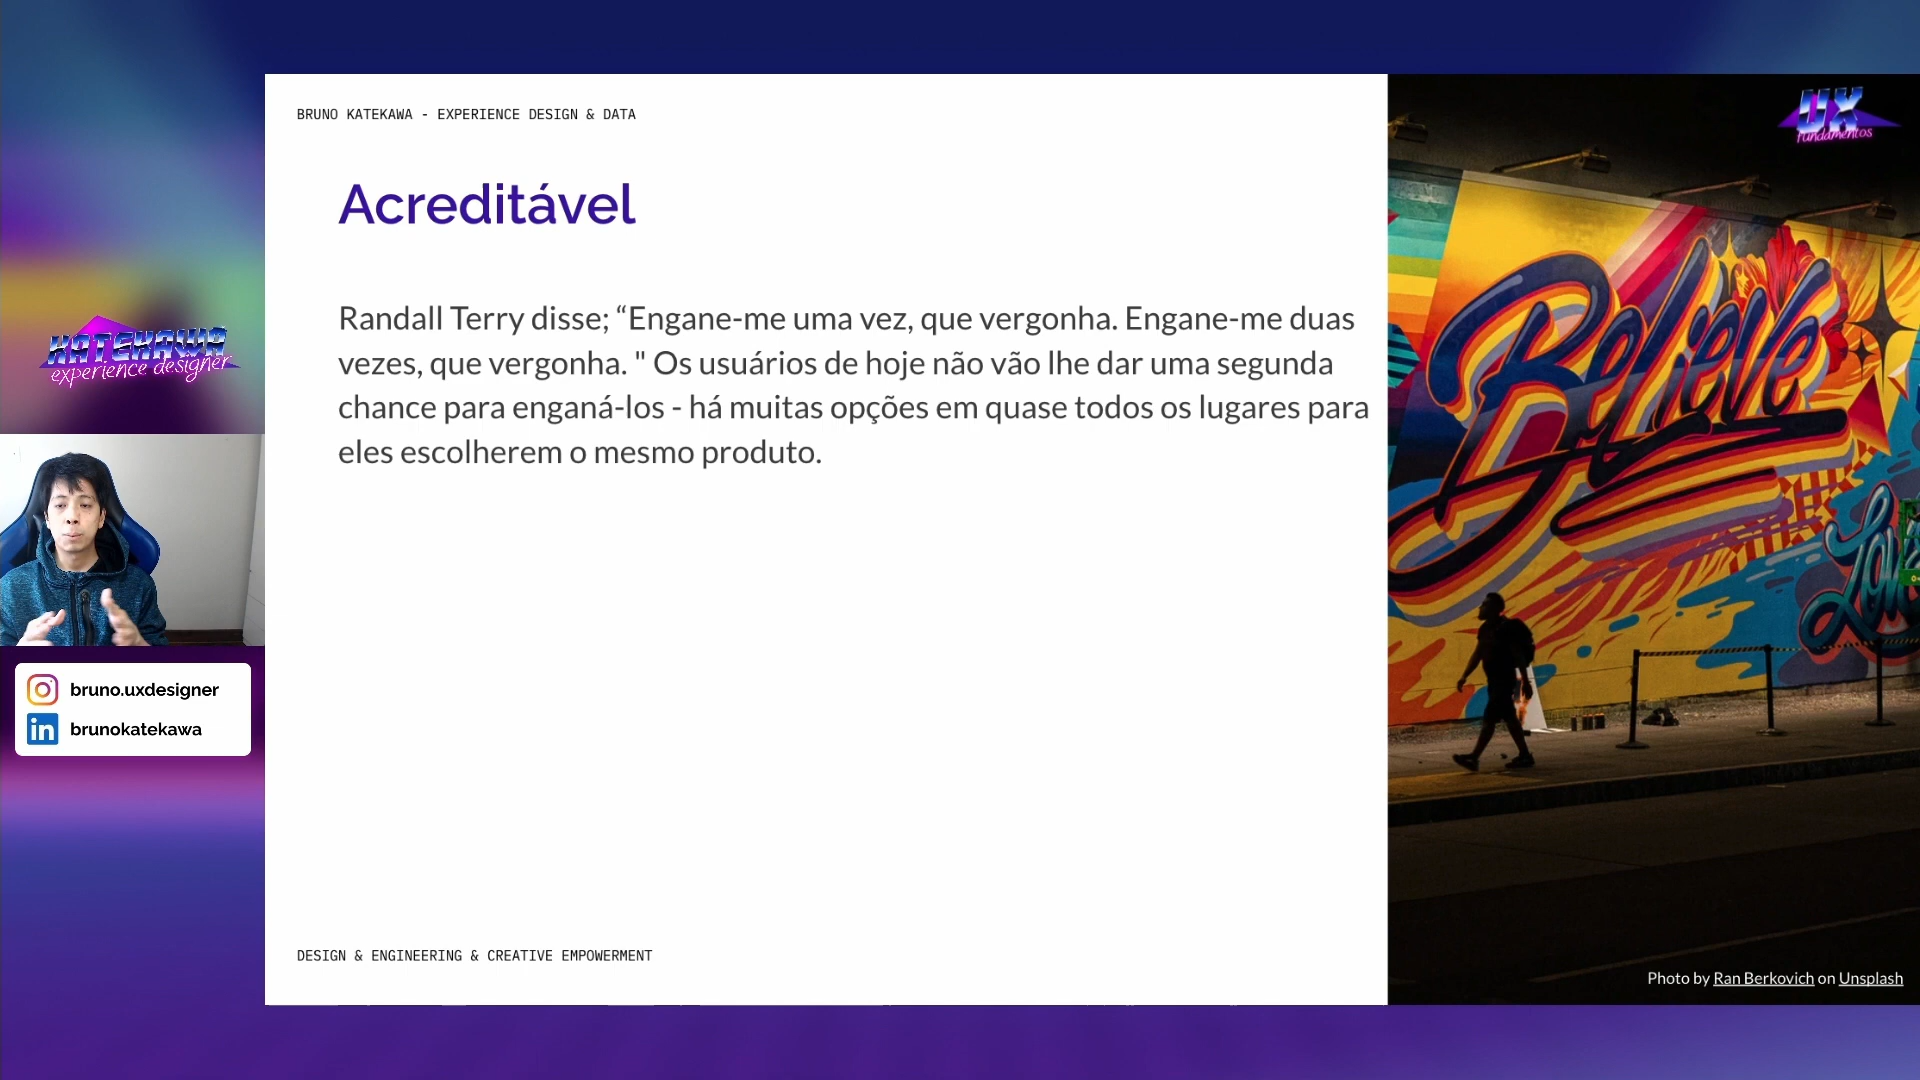 BRUNO KATEKAWA - EXPERIENCE DESIGN & DATA
UX
fundamentos
Acreditável
Randall Terry disse; “Engane-me uma vez, que vergonha. Engane-me duas
vezes, que vergonha. " Os usuários de hoje não vão lhe dar uma segunda
chance para enganá-los - há muitas opções em quase todos os lugares para
eles escolherem o mesmo produto.
Believe
KATEKAWA
experience designer
bruno.uxdesigner
in
brunokatekawa
DESIGN & ENGINEERING & CREATIVE EMPOWERMENT
Photo by Ran Berkovich on Unsplash